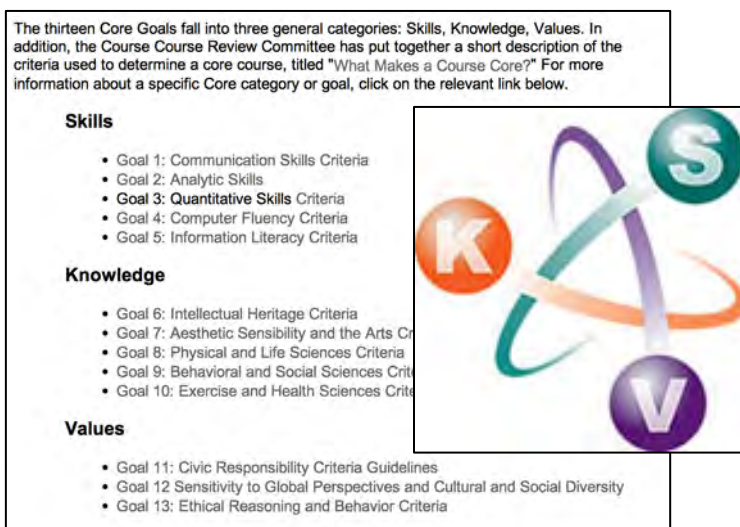 The thirteen Core Goals fall into three general categories: Skills, Knowledge, Values. In
addition, the Course Course Review Committee has put together a short description of the
criteria used to determine a core course, titled "What Makes a Course Core?" For more
information about a specific Core category or goal, click on the relevant link below.
Skills
• Goal 1: Communication Skills Criteria
• Goal 2: Analytic Skills
• Goal 3: Quantitative Skills Criteria
• Goal 4: Computer Fluency Criteria
• Goal 5: Information Literacy Criteria
Knowledge
• Goal 6: Intellectual Heritage Criteria
• Goal 7: Aesthetic Sensibility and the Arts
• Goal 8: Physical and Life Sciences Criteria
• Goal 9: Behavioral and Social Sciences
• Goal 10: Exercise and Health Sciences
Values
• Goal 11: Civic Responsibility Criteria Guidelines
• Goal 12 Sensitivity to Global Perspectives and Cultural and Social Diversity
• Goal 13: Ethical Reasoning and Behavior Criteria
S
K
V